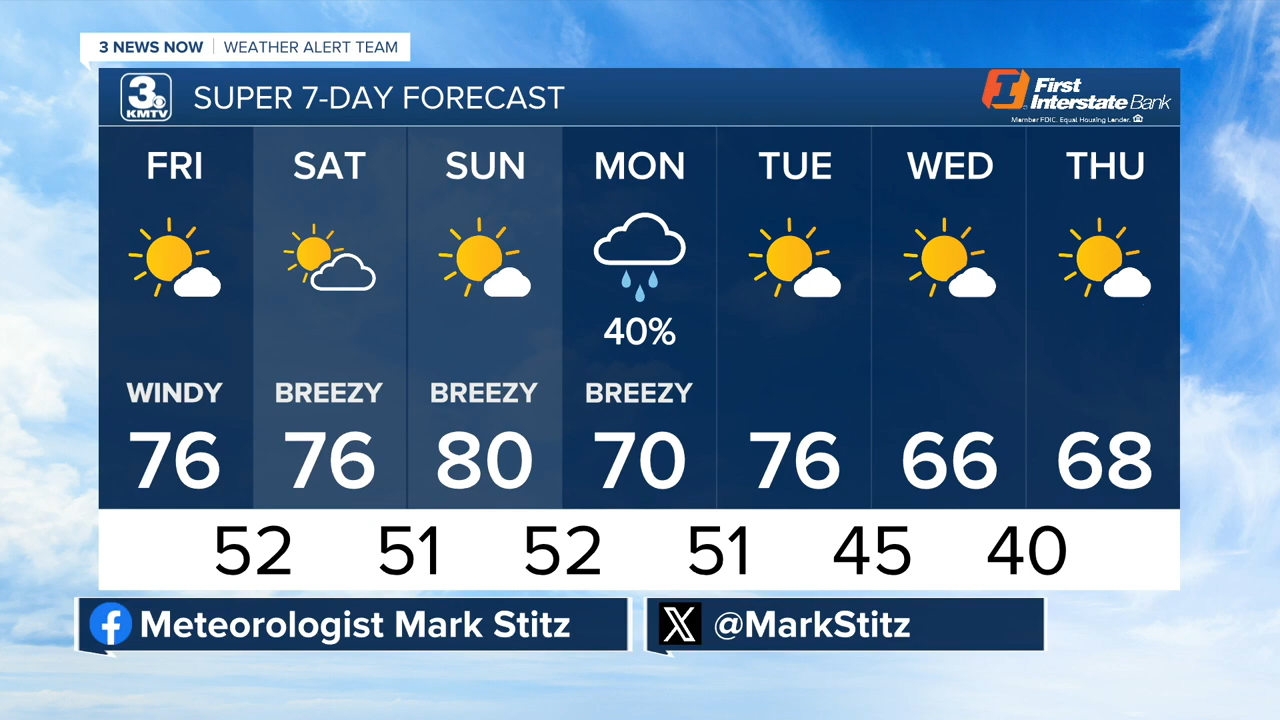 3 NEWS NOW WEATHER ALERT TEAM
3 KMTV SUPER 7-DAY FORECAST
First
Interstate Bank
Member FDIC. Equal Housing Lender.
FRI SAT SUN MON TUE WED THU
40%
WINDY BREEZY BREEZY BREEZY
76 76 80 70 76 66 68
52 51 52 51 45 40
Meteorologist Mark Stitz @MarkStitz